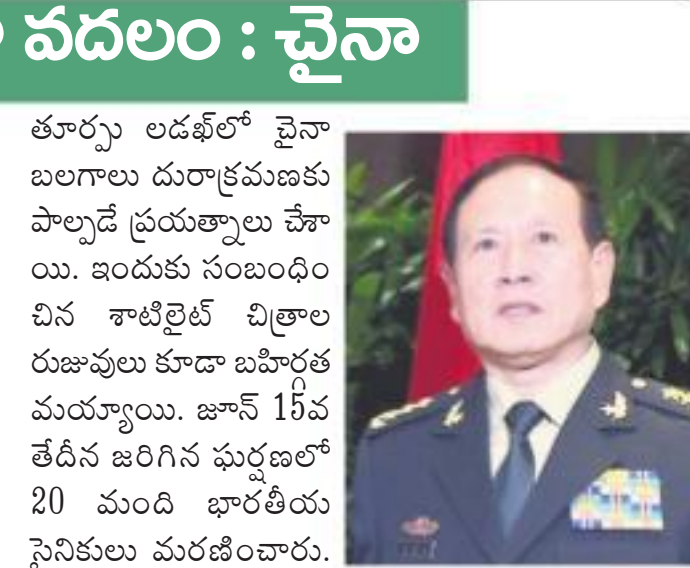 వదలం : చైనా
తూర్పు లడఖ్‌లో చైనా
బలగాలు దురాక్రమణకు
పాల్పడే ప్రయత్నాలు చేశా
యి. ఇందుకు సంబంధిం
చిన శాటిలైట్ చిత్రాల
రుజువులు కూడా బహిర్గత
మయ్యాయి. జూన్ 15వ
తేదీన జరిగిన ఘర్షణలో
20 మంది భారతీయ
సైనికులు మరణించారు.